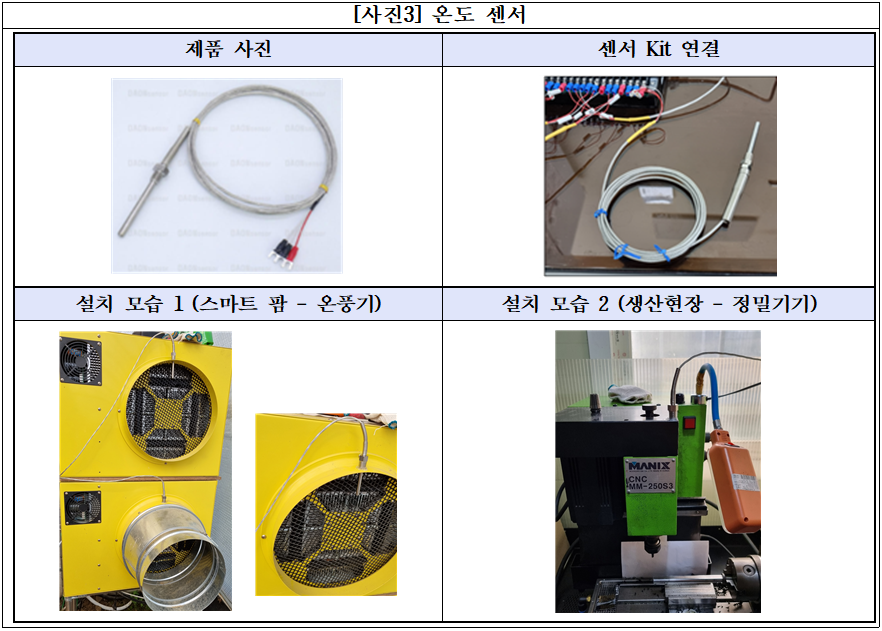 [사진3] 온도 센서
제품 사진
센서 Kit 연결
설치 모습 1 (스마트 팜 - 온풍기)
설치 모습 2 (생산현장 - 정밀기기)
MANIX
CNC
MM-250S3